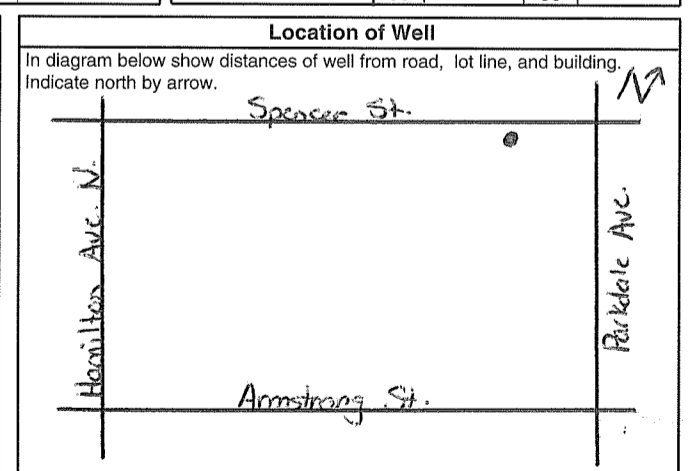 Location of Well
In diagram below show distances of well from road, lot line, and building.
Indicate north by arrow.
N
Spencer St.
Hamilton Ave. N.
Parkdale Ave.
Armstrong St.